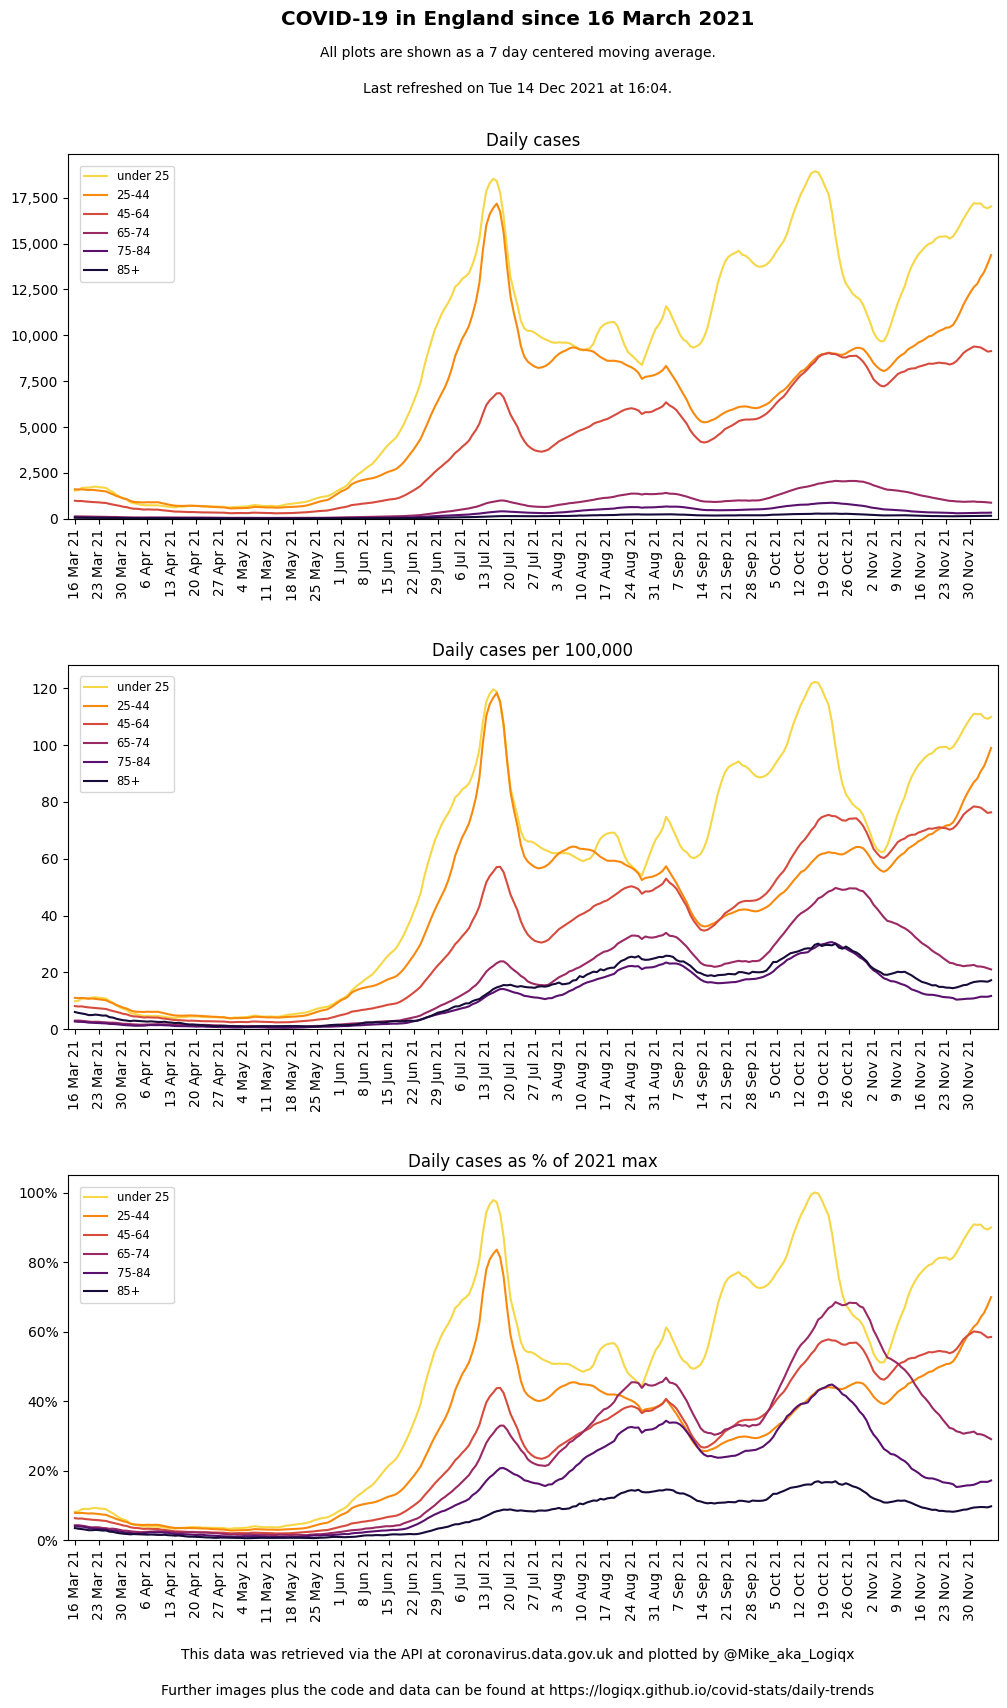 COVID-19 in England since 16 March 2021
All plots are shown as a 7 day centered moving average.
Last refreshed on Tue 14 Dec 2021 at 16:04.
Daily cases
under 25
25-44
45-64
65-74
75-84
85+
17,500
15,000
12,500
10,000
7,500
5,000
2,500
0
16 Mar 21
23 Mar 21
30 Mar 21
6 Apr 21
13 Apr 21
20 Apr 21
27 Apr 21
4 May 21
11 May 21
18 May 21
25 May 21
1 Jun 21
8 Jun 21
15 Jun 21
22 Jun 21
29 Jun 21
6 Jul 21
13 Jul 21
20 Jul 21
27 Jul 21
3 Aug 21
10 Aug 21
17 Aug 21
24 Aug 21
31 Aug 21
7 Sep 21
14 Sep 21
21 Sep 21
28 Sep 21
5 Oct 21
12 Oct 21
19 Oct 21
26 Oct 21
2 Nov 21
9 Nov 21
16 Nov 21
23 Nov 21
30 Nov 21
Daily cases per 100,000
under 25
25-44
45-64
65-74
75-84
85+
120
100
80
60
40
20
0
16 Mar 21
23 Mar 21
30 Mar 21
6 Apr 21
13 Apr 21
20 Apr 21
27 Apr 21
4 May 21
11 May 21
18 May 21
25 May 21
1 Jun 21
8 Jun 21
15 Jun 21
22 Jun 21
29 Jun 21
6 Jul 21
13 Jul 21
20 Jul 21
27 Jul 21
3 Aug 21
10 Aug 21
17 Aug 21
24 Aug 21
31 Aug 21
7 Sep 21
14 Sep 21
21 Sep 21
28 Sep 21
5 Oct 21
12 Oct 21
19 Oct 21
26 Oct 21
2 Nov 21
9 Nov 21
16 Nov 21
23 Nov 21
30 Nov 21
Daily cases as % of 2021 max
under 25
25-44
45-64
65-74
75-84
85+
100%
80%
60%
40%
20%
0%
16 Mar 21
23 Mar 21
30 Mar 21
6 Apr 21
13 Apr 21
20 Apr 21
27 Apr 21
4 May 21
11 May 21
18 May 21
25 May 21
1 Jun 21
8 Jun 21
15 Jun 21
22 Jun 21
29 Jun 21
6 Jul 21
13 Jul 21
20 Jul 21
27 Jul 21
3 Aug 21
10 Aug 21
17 Aug 21
24 Aug 21
31 Aug 21
7 Sep 21
14 Sep 21
21 Sep 21
28 Sep 21
5 Oct 21
12 Oct 21
19 Oct 21
26 Oct 21
2 Nov 21
9 Nov 21
16 Nov 21
23 Nov 21
30 Nov 21
This data was retrieved via the API at coronavirus.data.gov.uk and plotted by @Mike_aka_Logiqx
Further images plus the code and data can be found at https://logiqx.github.io/covid-stats/daily-trends